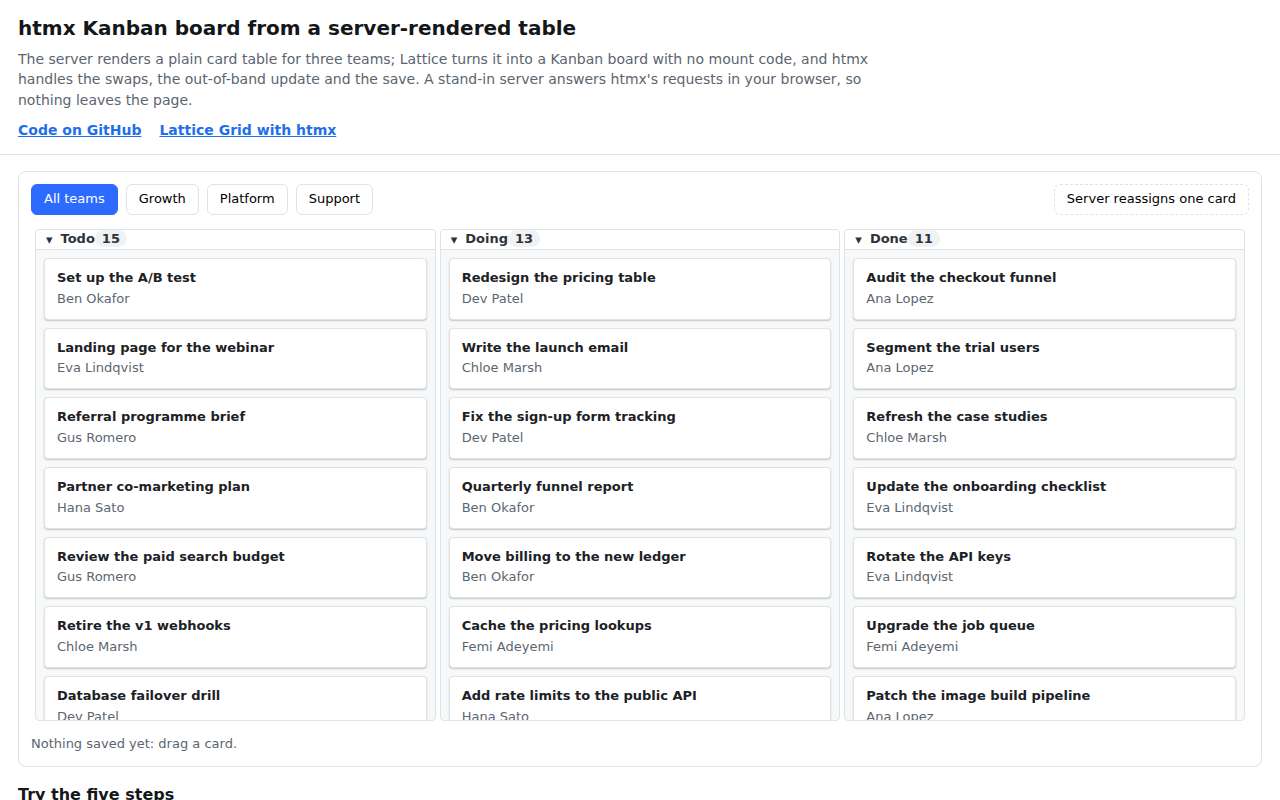 htmx Kanban board from a server-rendered table
The server renders a plain card table for three teams; Lattice turns it into a Kanban board with no mount code, and htmx
handles the swaps, the out-of-band update and the save. A stand-in server answers htmx's requests in your browser, so
nothing leaves the page.
Code on GitHub Lattice Grid with htmx
All teams Growth Platform Support Server reassigns one card
▾ Todo 15
Set up the A/B test
Ben Okafor
Landing page for the webinar
Eva Lindqvist
Referral programme brief
Gus Romero
Partner co-marketing plan
Hana Sato
Review the paid search budget
Gus Romero
Retire the v1 webhooks
Chloe Marsh
Database failover drill
Dev Patel
▾ Doing 13
Redesign the pricing table
Dev Patel
Write the launch email
Chloe Marsh
Fix the sign-up form tracking
Dev Patel
Quarterly funnel report
Ben Okafor
Move billing to the new ledger
Ben Okafor
Cache the pricing lookups
Femi Adeyemi
Add rate limits to the public API
Hana Sato
▾ Done 11
Audit the checkout funnel
Ana Lopez
Segment the trial users
Ana Lopez
Refresh the case studies
Chloe Marsh
Update the onboarding checklist
Eva Lindqvist
Rotate the API keys
Eva Lindqvist
Upgrade the job queue
Femi Adeyemi
Patch the image build pipeline
Ana Lopez
Nothing saved yet: drag a card.
Try the five steps